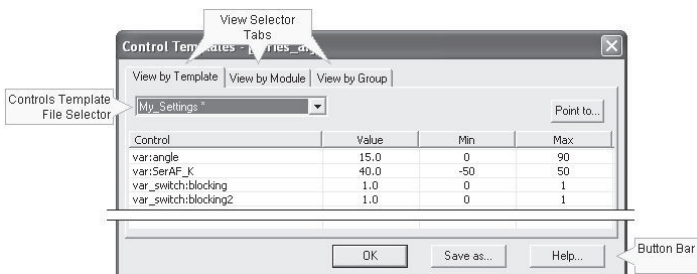 View Selector
Tabs
Control Templates
View by Template View by Module View by Group
Controls Template
File Selector
My_Settings *
Point to...
Control Value Min Max
var:angle 15.0 0 90
var:SerAF_K 40.0 -50 50
var_switch:blocking 1.0 0 1
var_switch:blocking2 1.0 0 1
OK Save as... Help...
Button Bar